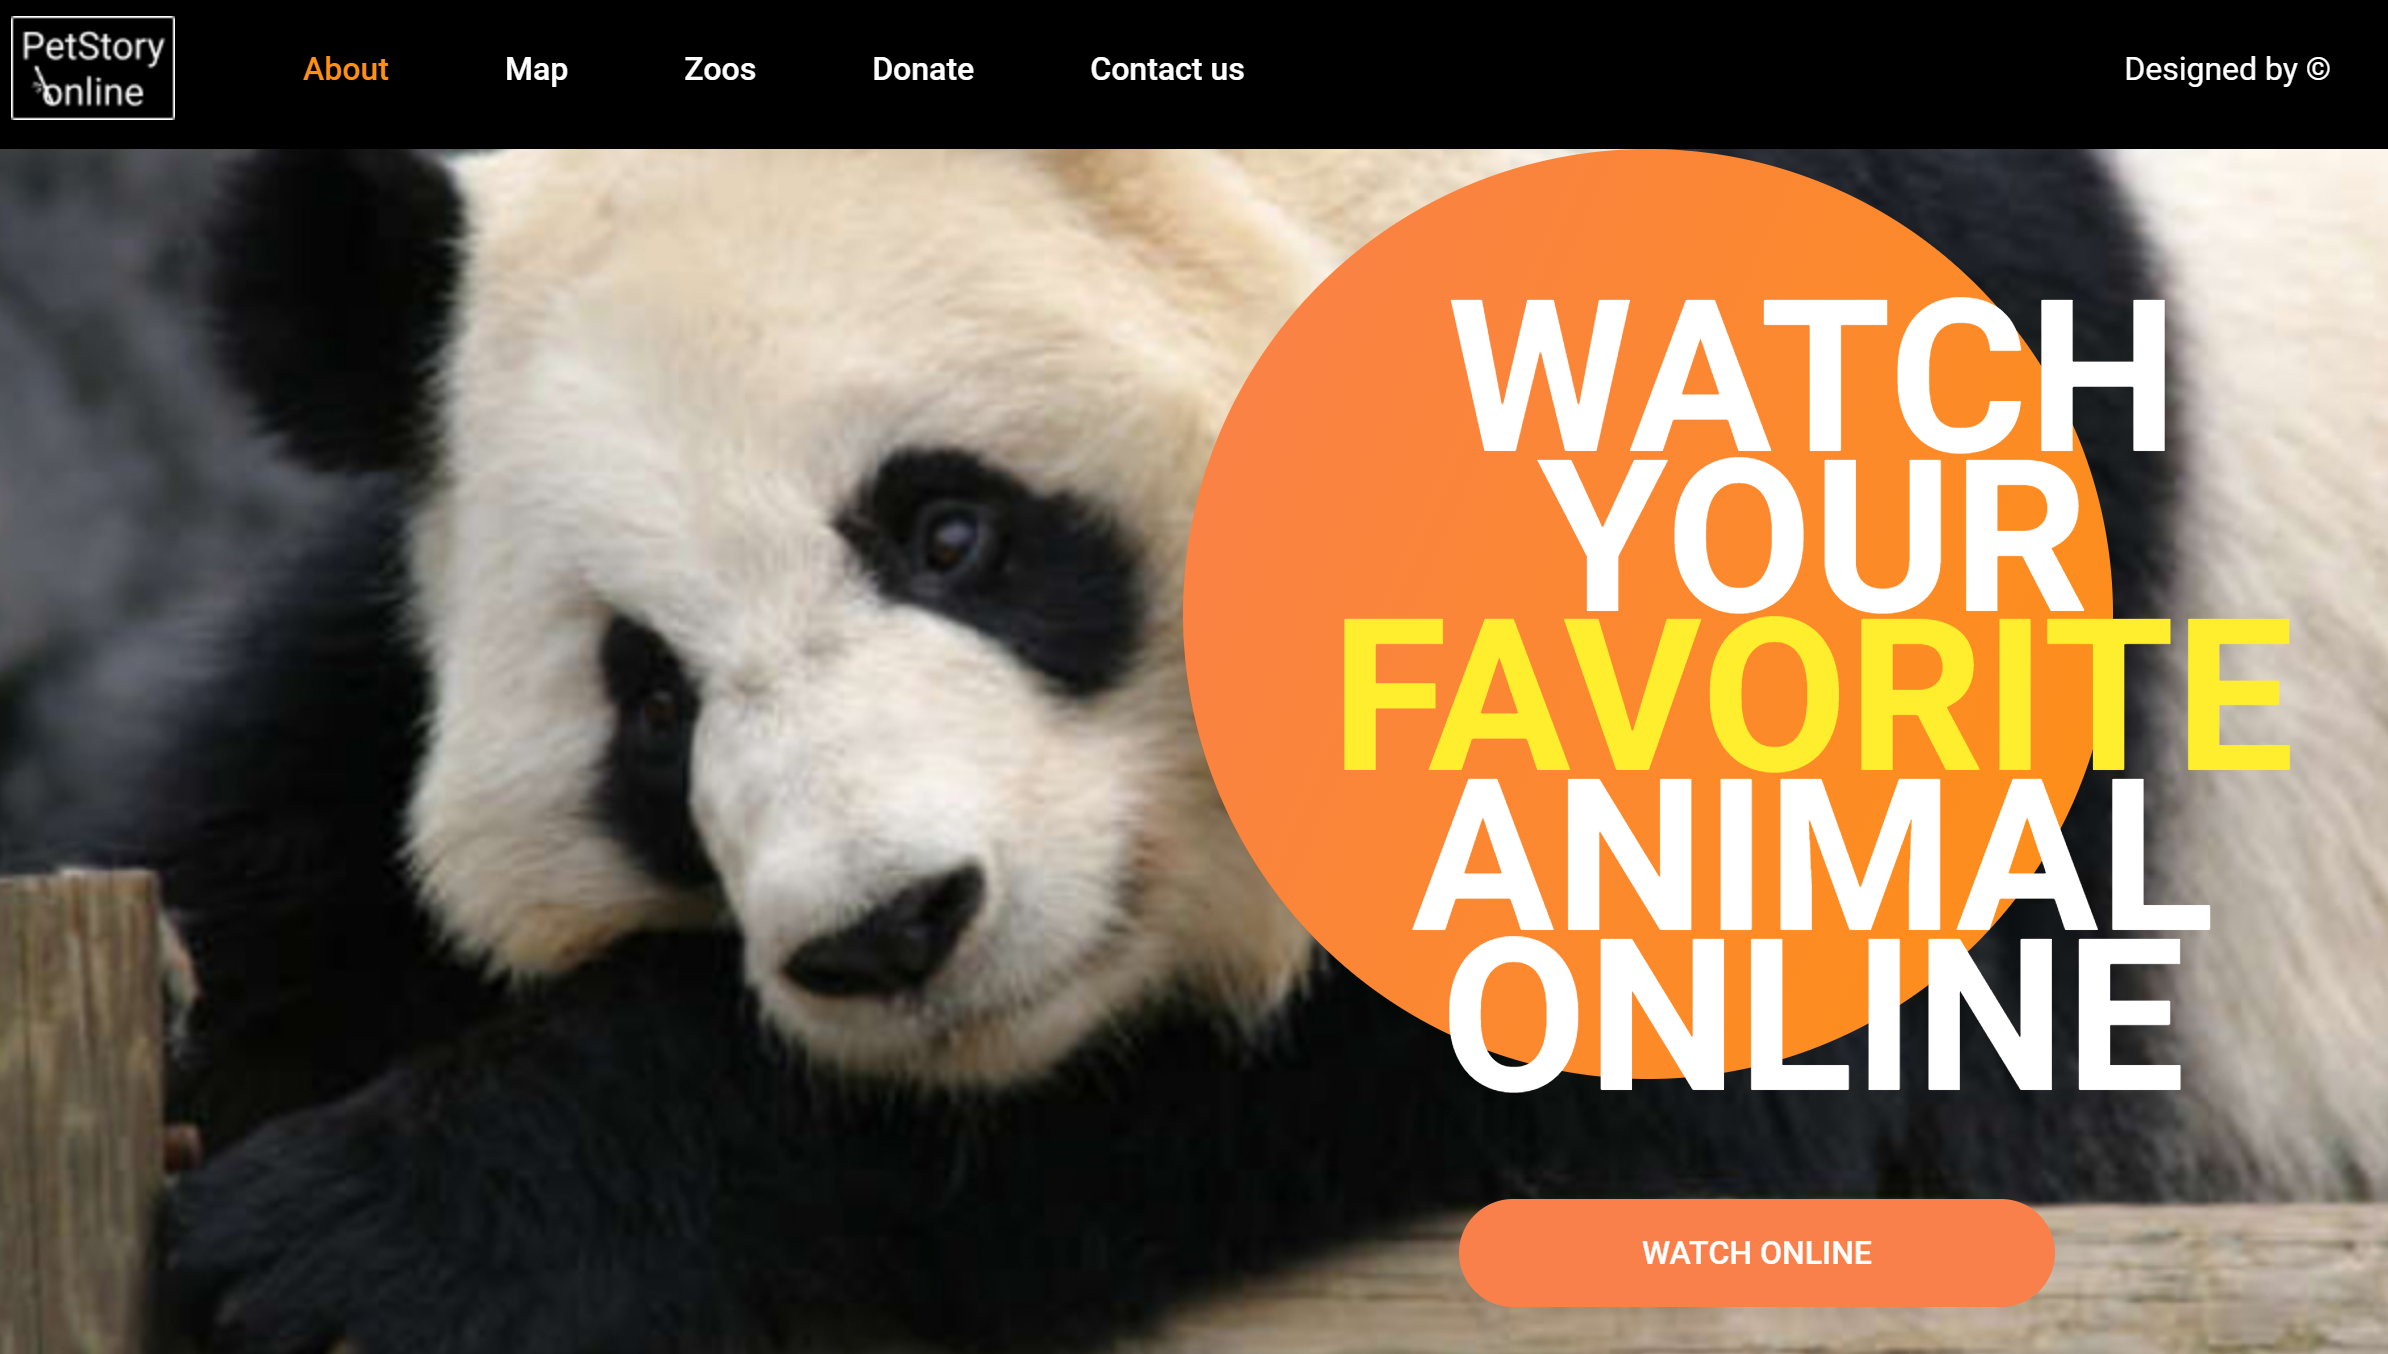 PetStory
online
About
Map
Zoos
Donate
Contact us
Designed by ©
WATCH
YOUR
FAVORITE
ANIMAL
ONLINE
WATCH ONLINE